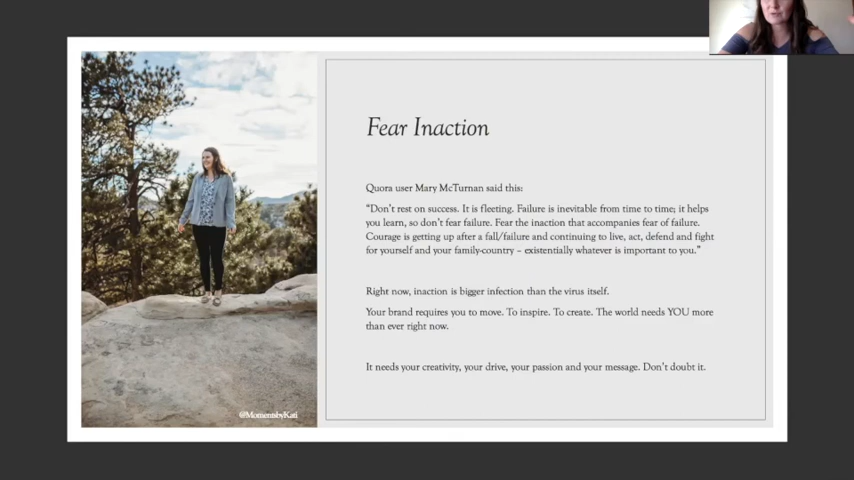 Fear Inaction
Quora user Mary McTurnan said this:
"Don't rest on success. It is fleeting. Failure is inevitable from time to time; it helps
you learn, so don't fear failure. Fear the inaction that accompanies fear of failure.
Courage is getting up after a fall/failure and continuing to live, act, defend and fight
for yourself and your family-country – existentially whatever is important to you."
Right now, inaction is bigger infection than the virus itself.
Your brand requires you to move. To inspire. To create. The world needs YOU more
than ever right now.
It needs your creativity, your drive, your passion and your message. Don't doubt it.
@MomentsbyKati